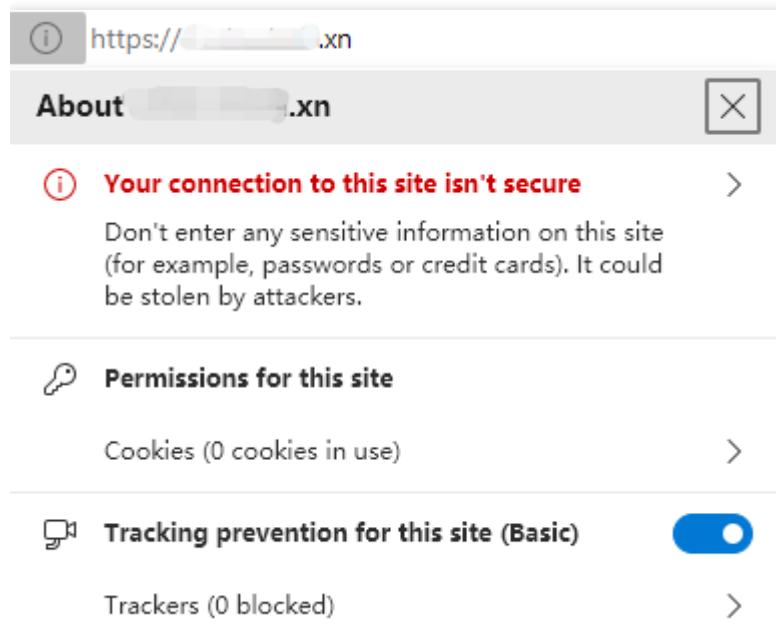 https:// .xn
About .xn
Your connection to this site isn't secure
Don't enter any sensitive information on this site
(for example, passwords or credit cards). It could
be stolen by attackers.
Permissions for this site
Cookies (0 cookies in use)
Tracking prevention for this site (Basic)
Trackers (0 blocked)